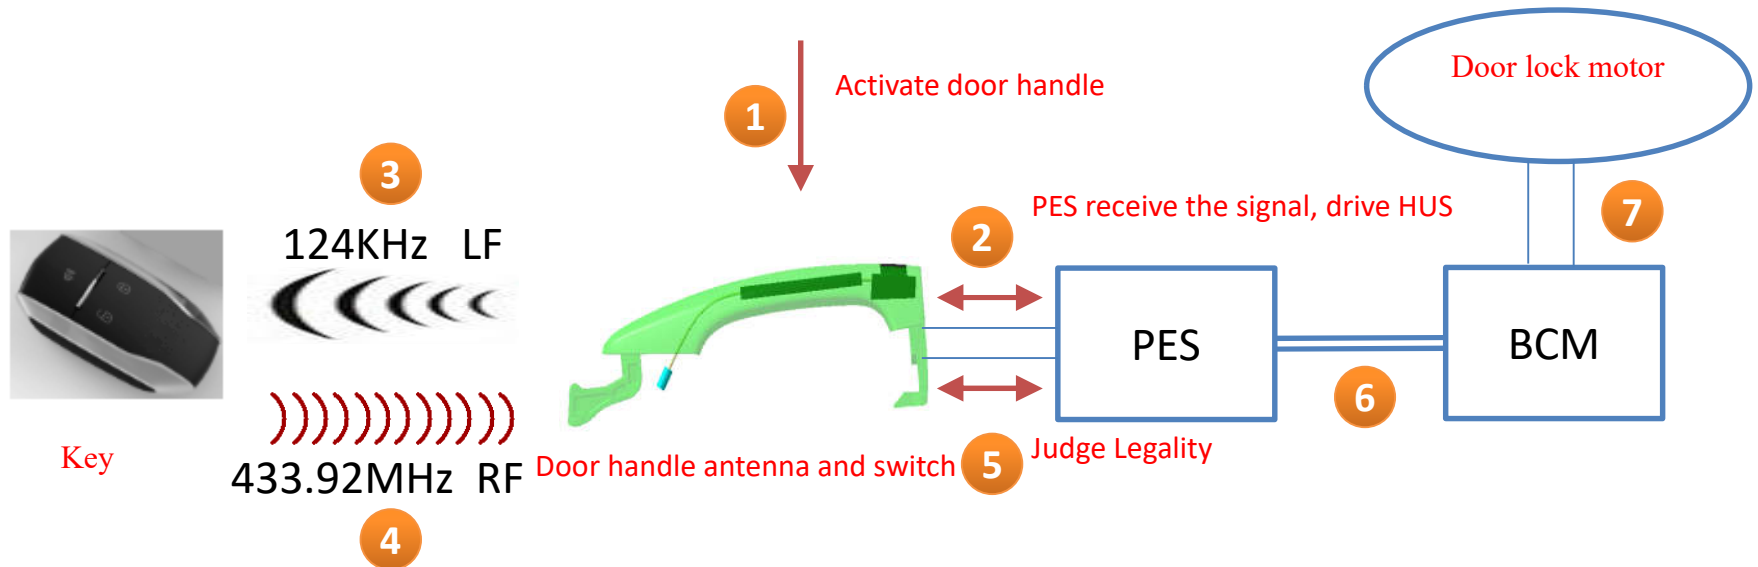 Door lock motor
Activate door handle
1
3
PES receive the signal, drive HUS
7
2
124KHz LF
PES
BCM
6
Key
433.92MHz RF
Door handle antenna and switch
5
Judge Legality
4